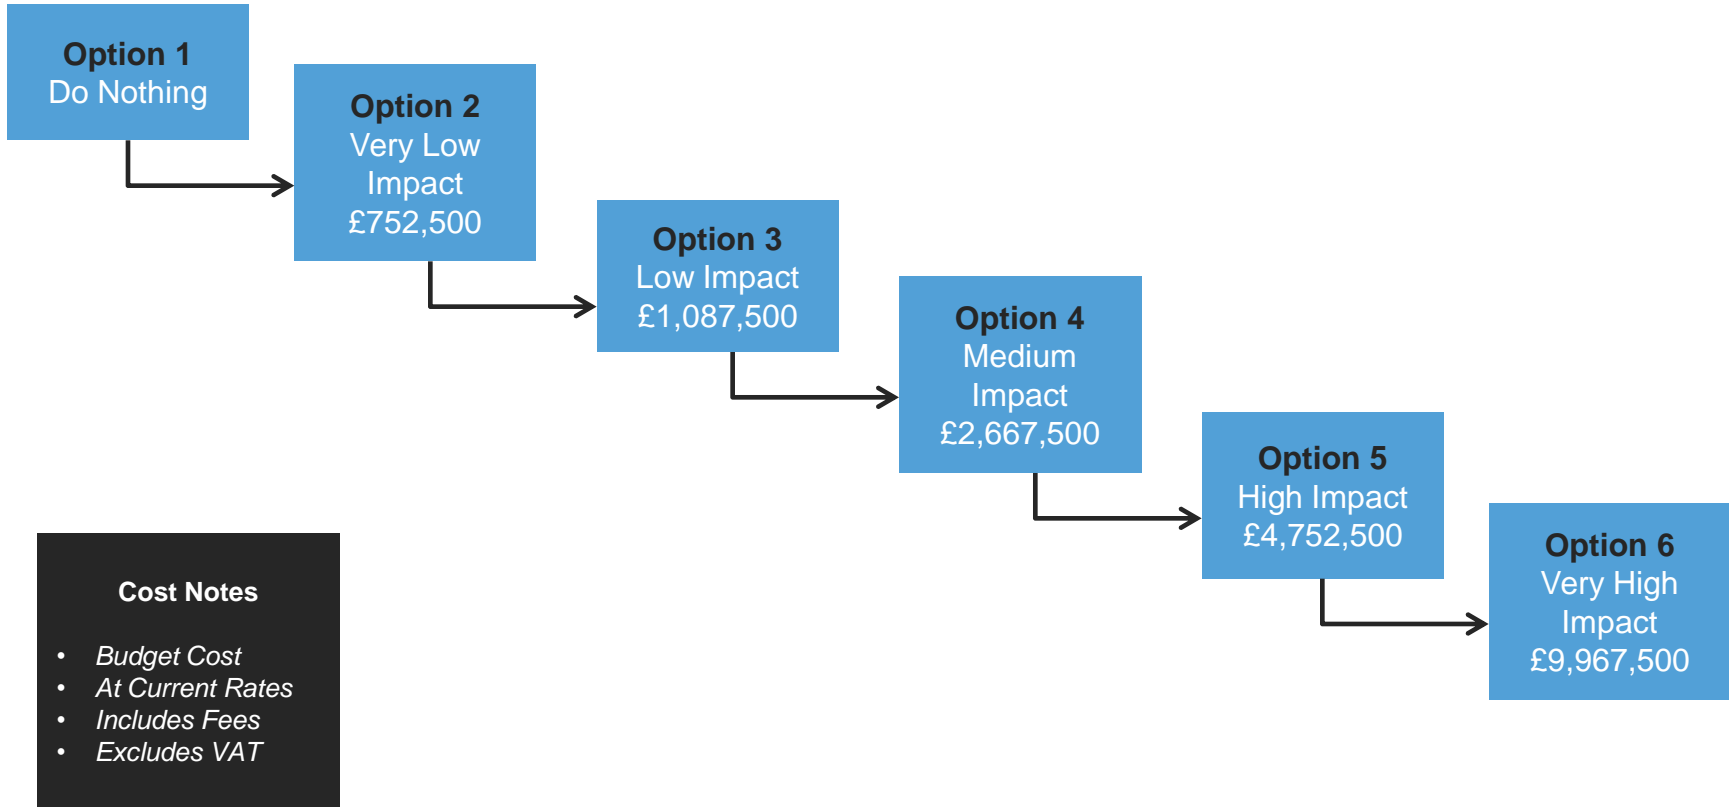 Option 1
Do Nothing
Option 2
Very Low
Impact
£752,500
Option 3
Low Impact
£1,087,500
Option 4
Medium
Impact
£2,667,500
Option 5
High Impact
£4,752,500
Option 6
Very High
Impact
£9,967,500
Cost Notes
• Budget Cost
• At Current Rates
• Includes Fees
• Excludes VAT